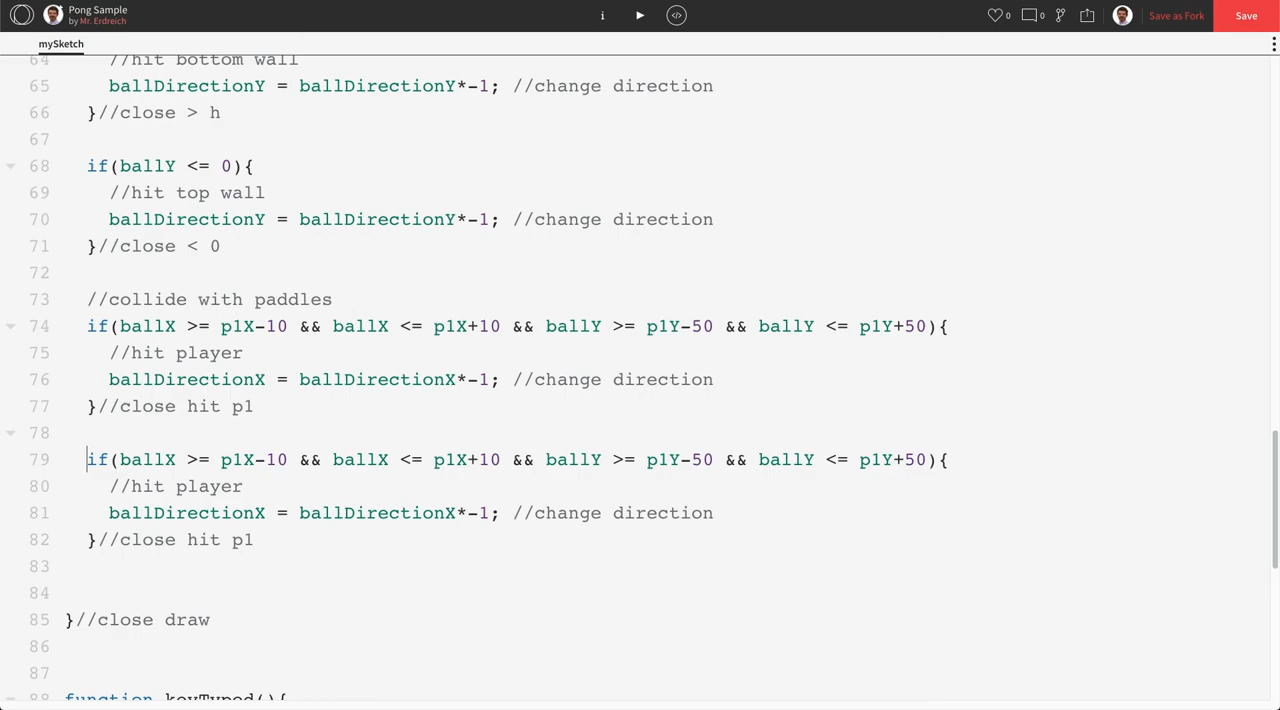 Pong Sample
by Mr. Erdreich
i
</>
0
0
Save as Fork
Save
mySketch
64 //hit bottom wall
65 ballDirectionY = ballDirectionY*-1; //change direction
66 }//close > h
67
68 if(ballY <= 0){
69 //hit top wall
70 ballDirectionY = ballDirectionY*-1; //change direction
71 }//close < 0
72
73 //collide with paddles
74 if(ballX >= p1X-10 && ballX <= p1X+10 && ballY >= p1Y-50 && ballY <= p1Y+50){
75 //hit player
76 ballDirectionX = ballDirectionX*-1; //change direction
77 }//close hit p1
78
79 if(ballX >= p1X-10 && ballX <= p1X+10 && ballY >= p1Y-50 && ballY <= p1Y+50){
80 //hit player
81 ballDirectionX = ballDirectionX*-1; //change direction
82 }//close hit p1
83
84
85 }//close draw
86
87
88 function keyTyped(){